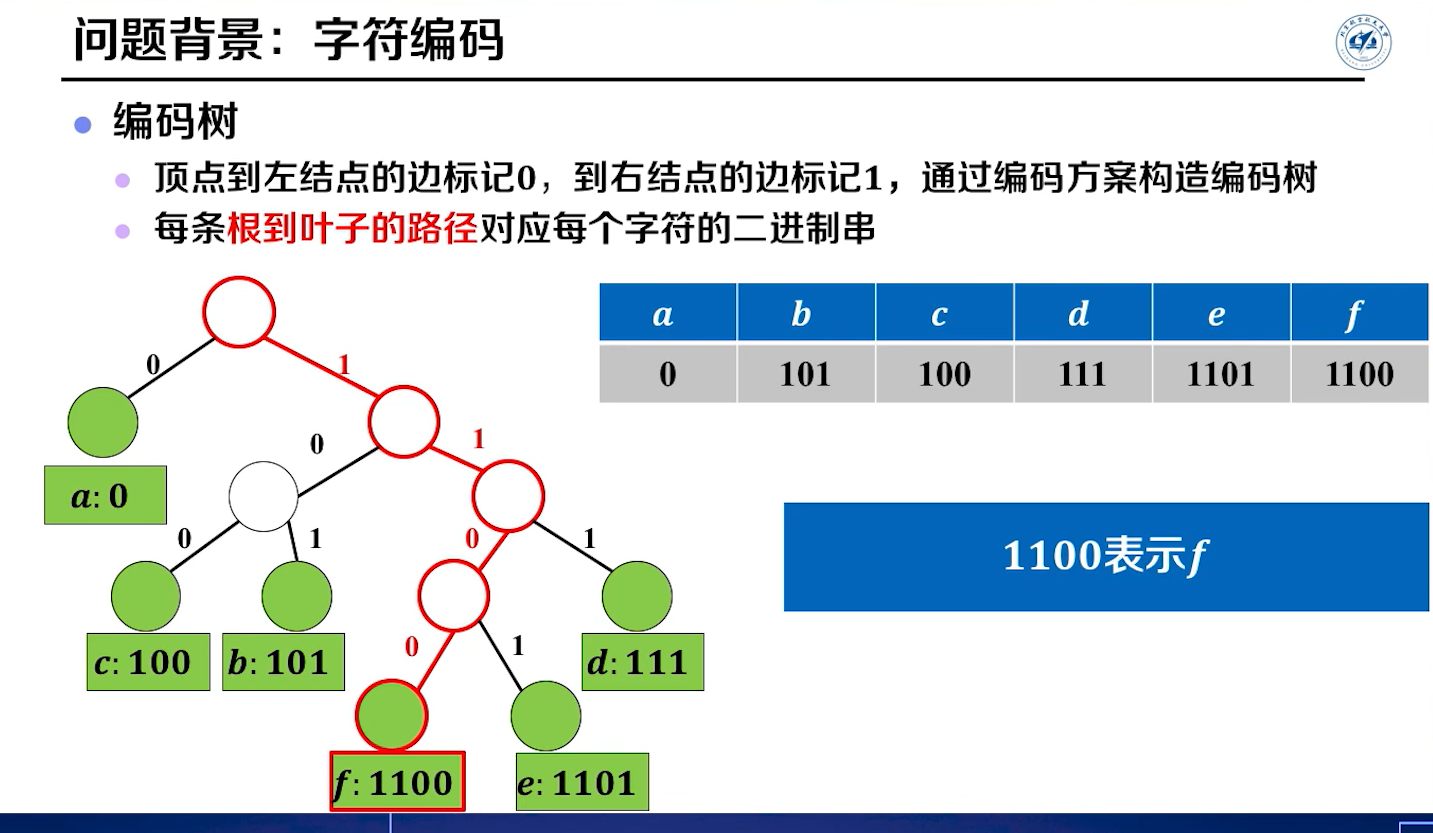 问题背景：字符编码
编码树
顶点到左结点的边标记0，到右结点的边标记1，通过编码方案构造编码树
每条根到叶子的路径对应每个字符的二进制串
a b c d e f
0 101 100 111 1101 1100
0 1
0 1
a: 0
0 1 0 1
1100表示f
0 1
c: 100 b: 101 d: 111
f: 1100 e: 1101